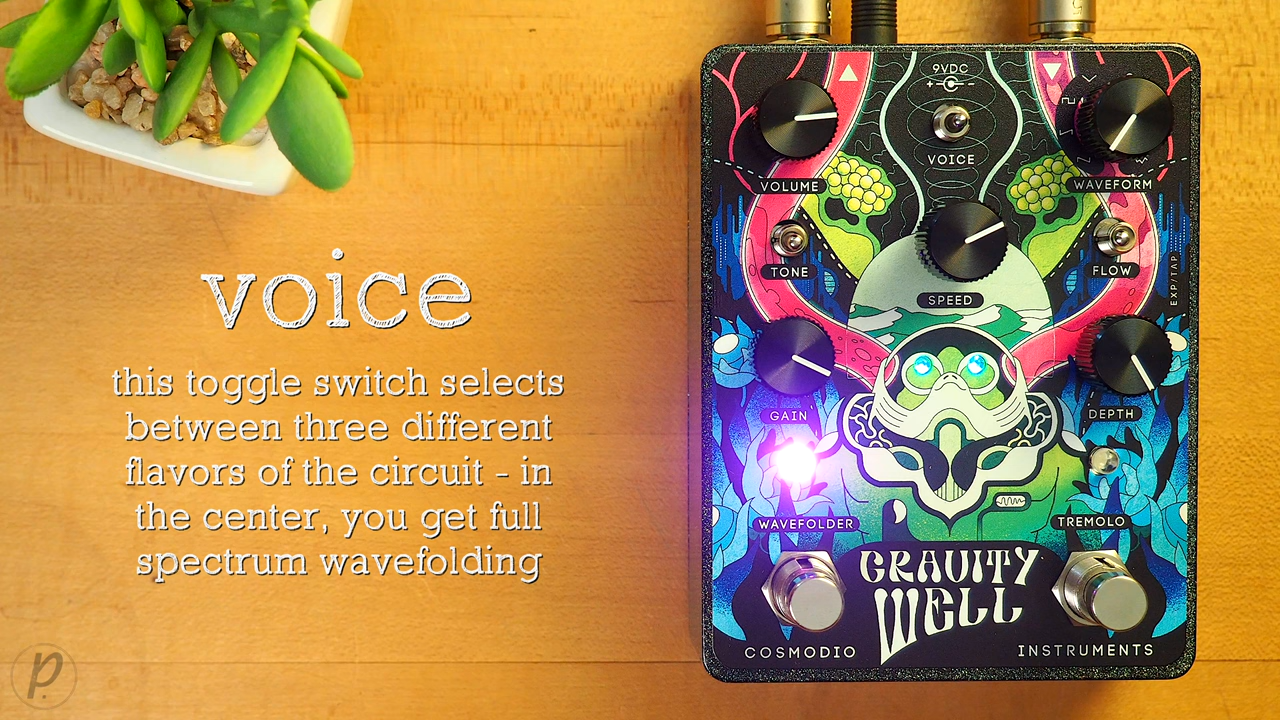 voice
this toggle switch selects
between three different
flavors of the circuit - in
the center, you get full
spectrum wavefolding
p.
9VDC
VOICE
VOLUME
WAVEFORM
TONE
FLOW
SPEED
EXP/TAP
GAIN
DEPTH
WAVEFOLDER
TREMOLO
GRAVITY
WELL
COSMODIO
INSTRUMENTS